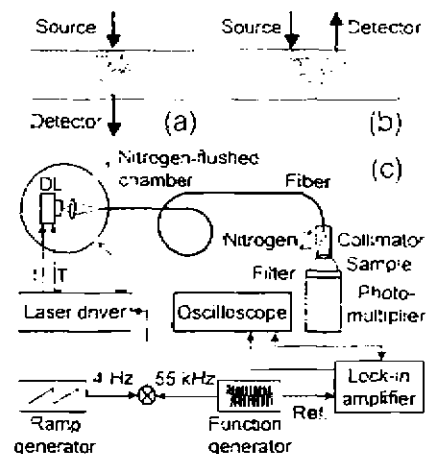 Source
Source
Detector
Detector
(a)
(b)
Nitrogen-flushed
chamber
(c)
DL
Fiber
Nitrogen
Collimator
Sample
Filter
Photo-
multiplier
I
T
Laser driver
Oscilloscope
4 Hz
55 kHz
Lock-in
amplifier
Ramp
generator
Function
generator
Ref.